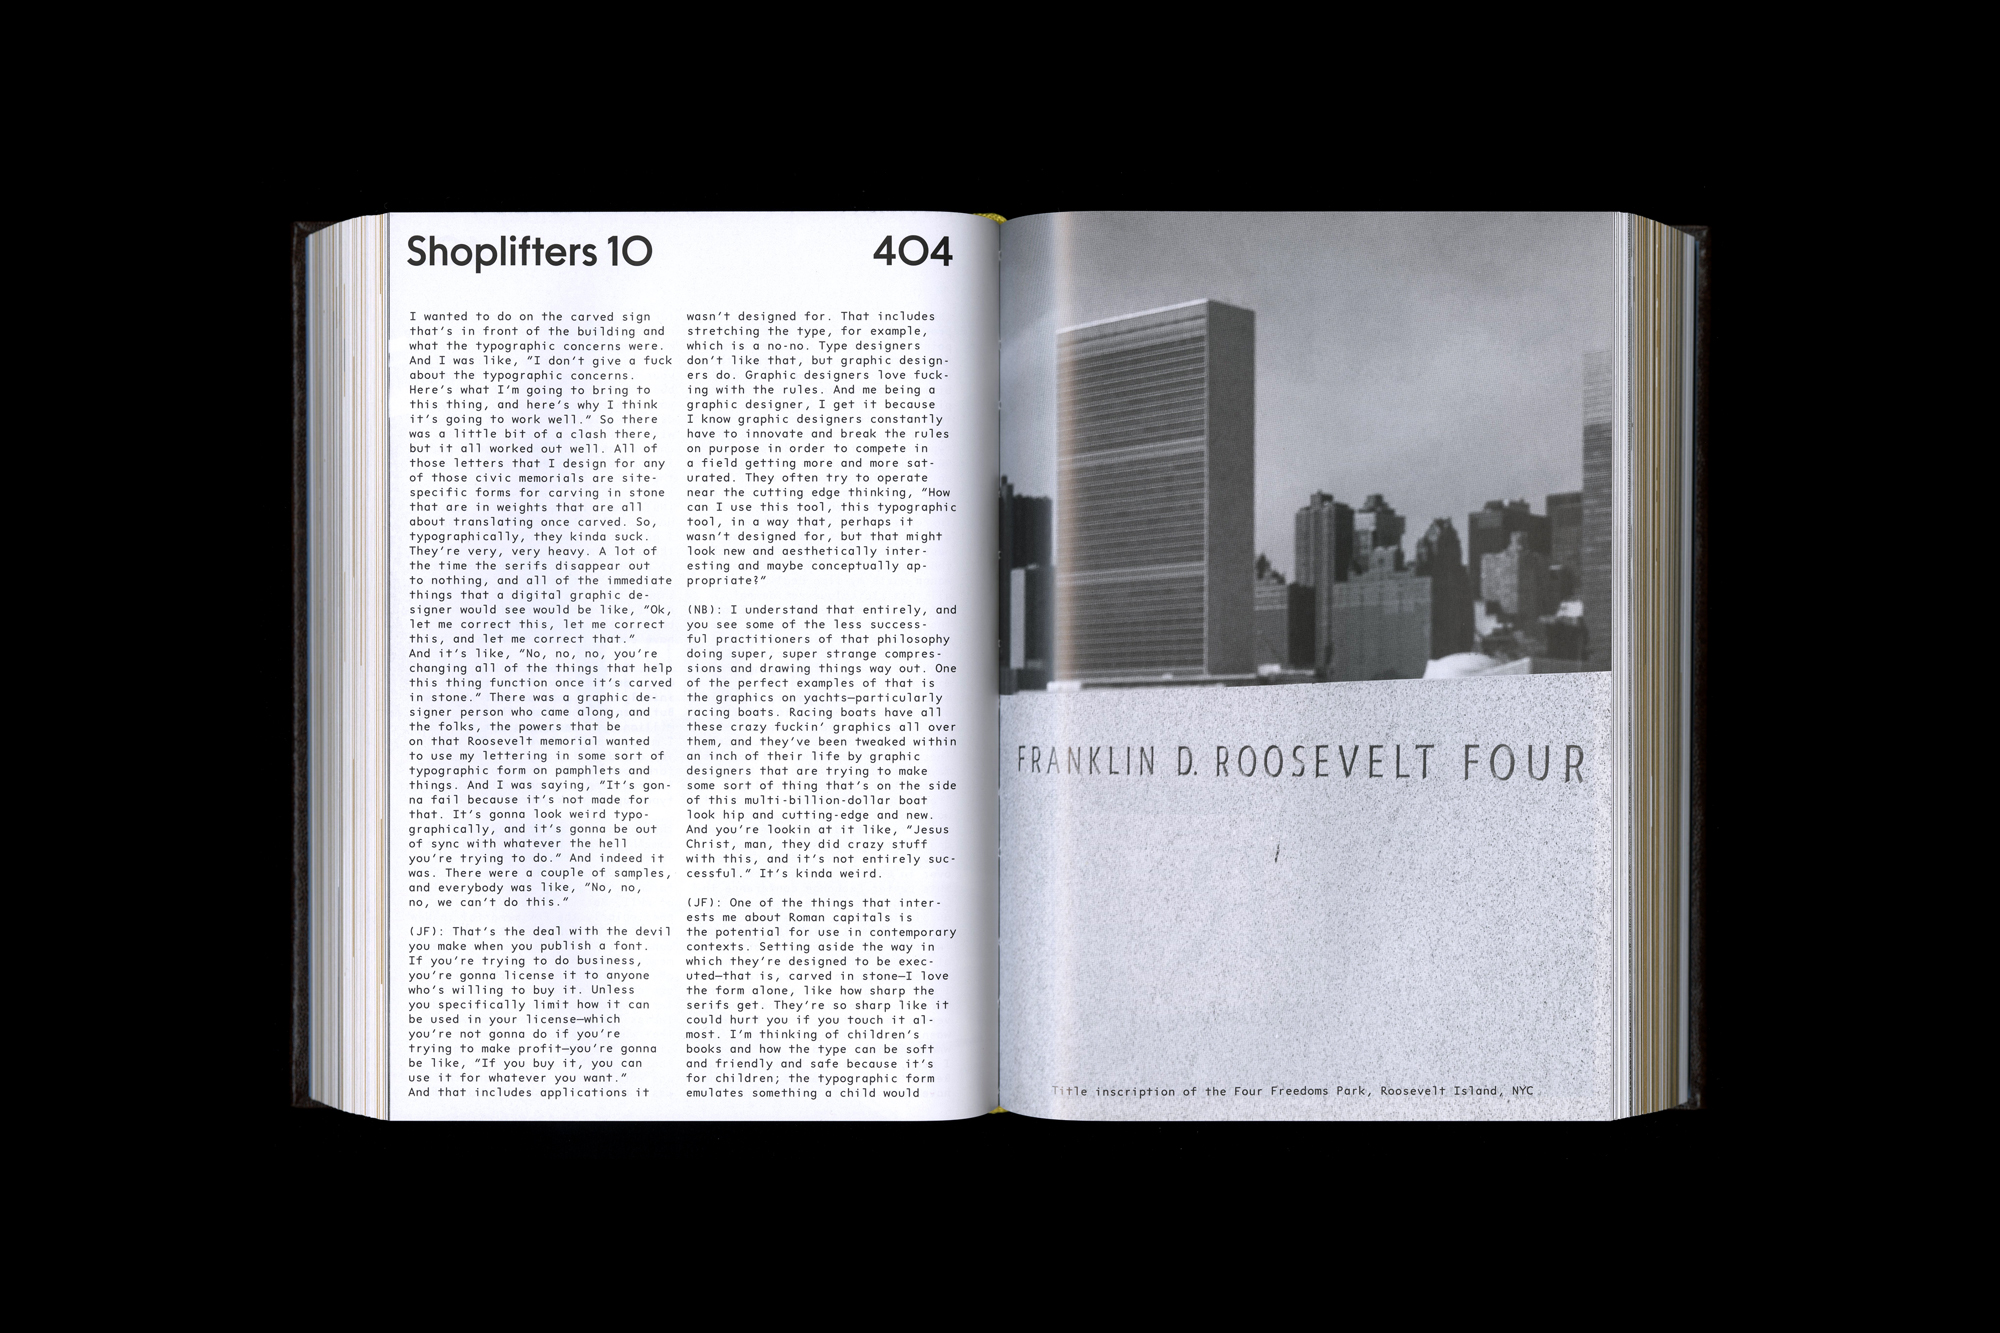 Shoplifters 10
404
I wanted to do on the carved sign
that's in front of the building and
what the typographic concerns were.
And I was like, "I don't give a fuck
about the typographic concerns.
Here's what I'm going to bring to
this thing, and here's why I think
it's going to work well." So there
was a little bit of a clash there,
but it all worked out well. All of
those letters that I design for any
of those civic memorials are site-
specific forms for carving in stone
that are in weights that are all
about translating once carved. So,
typographically, they kinda suck.
They're very, very heavy. A lot of
the time the serifs disappear out
to nothing, and all of the immediate
things that a digital graphic de-
signer would see would be like, "Ok,
let me correct this, let me correct
this, and let me correct that."
And it's like, "No, no, no, you're
changing all of the things that help
this thing function once it's carved
in stone." There was a graphic de-
signer person who came along, and
the folks, the powers that be
on that Roosevelt memorial wanted
to use my lettering in some sort of
typographic form on pamphlets and
things. And I was saying, "It's gon-
na fail because it's not made for
that. It's gonna look weird typo-
graphically, and it's gonna be out
of sync with whatever the hell
you're trying to do." And indeed it
was. There were a couple of samples,
and everybody was like, "No, no,
no, we can't do this."
(JF): That's the deal with the devil
you make when you publish a font.
If you're trying to do business,
you're gonna license it to anyone
who's willing to buy it. Unless
you specifically limit how it can
be used in your license—which
you're not gonna do if you're
trying to make profit—you're gonna
be like, "If you buy it, you can
use it for whatever you want."
And that includes applications it
wasn't designed for. That includes
stretching the type, for example,
which is a no-no. Type designers
don't like that, but graphic design-
ers do. Graphic designers love fuck-
ing with the rules. And me being a
graphic designer, I get it because
I know graphic designers constantly
have to innovate and break the rules
on purpose in order to compete in
a field getting more and more sat-
urated. They often try to operate
near the cutting edge thinking, "How
can I use this tool, this typographic
tool, in a way that, perhaps it
wasn't designed for, but that might
look new and aesthetically inter-
esting and maybe conceptually ap-
propriate?"
(NB): I understand that entirely, and
you see some of the less success-
ful practitioners of that philosophy
doing super, super strange compres-
sions and drawing things way out. One
of the perfect examples of that is
the graphics on yachts—particularly
racing boats. Racing boats have all
these crazy fuckin' graphics all over
them, and they've been tweaked within
an inch of their life by graphic
designers that are trying to make
some sort of thing that's on the side
of this multi-billion-dollar boat
look hip and cutting-edge and new.
And you're lookin at it like, "Jesus
Christ, man, they did crazy stuff
with this, and it's not entirely suc-
cessful." It's kinda weird.
(JF): One of the things that inter-
ests me about Roman capitals is
the potential for use in contemporary
contexts. Setting aside the way in
which they're designed to be exec-
uted—that is, carved in stone—I love
the form alone, like how sharp the
serifs get. They're so sharp like it
could hurt you if you touch it al-
most. I'm thinking of children's
books and how the type can be soft
and friendly and safe because it's
for children; the typographic form
emulates something a child would
FRANKLIN D. ROOSEVELT FOUR
Title inscription of the Four Freedoms Park, Roosevelt Island, NYC